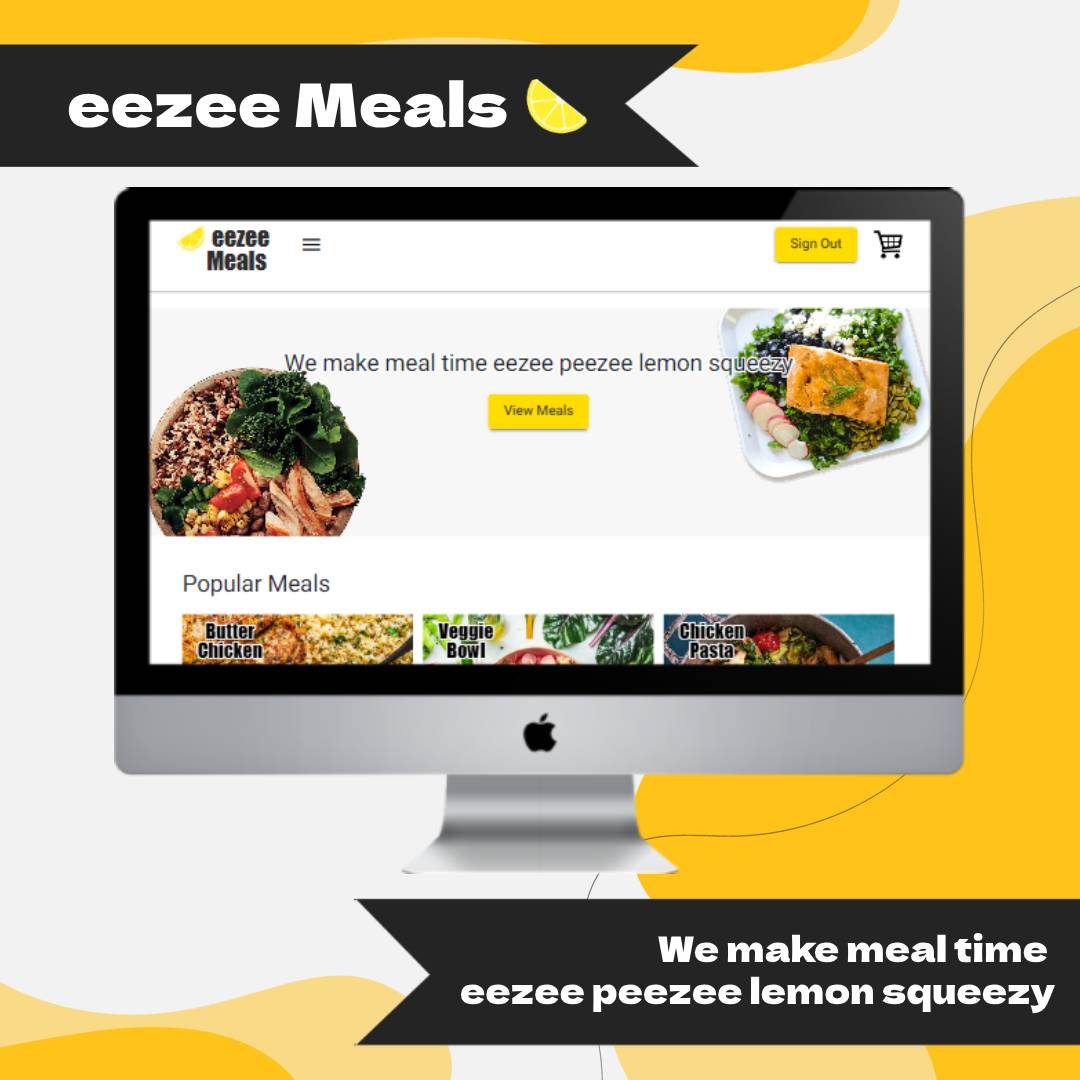 eezee Meals
eezee
Meals
Sign Out
We make meal time eezee peezee lemon squeezy
View Meals
Popular Meals
Butter
Chicken
Veggie
Bowl
Chicken
Pasta
We make meal time
eezee peezee lemon squeezy